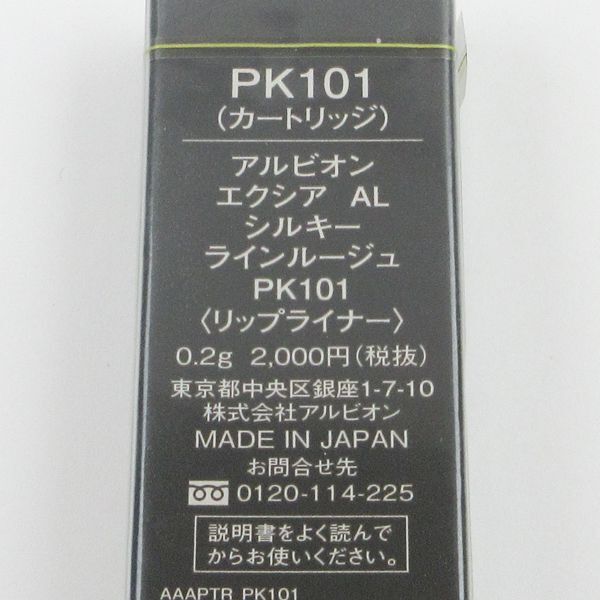 PK101
(カートリッジ)
アルビオン
エクシア AL
シルキー
ラインルージュ
PK101
〈リップライナー〉
0.2g 2,000円(税抜)
東京都中央区銀座1-7-10
株式会社アルビオン
MADE IN JAPAN
お問合せ先
0120-114-225
説明書をよく読んで
からお使いください。
AAAPTR PK101